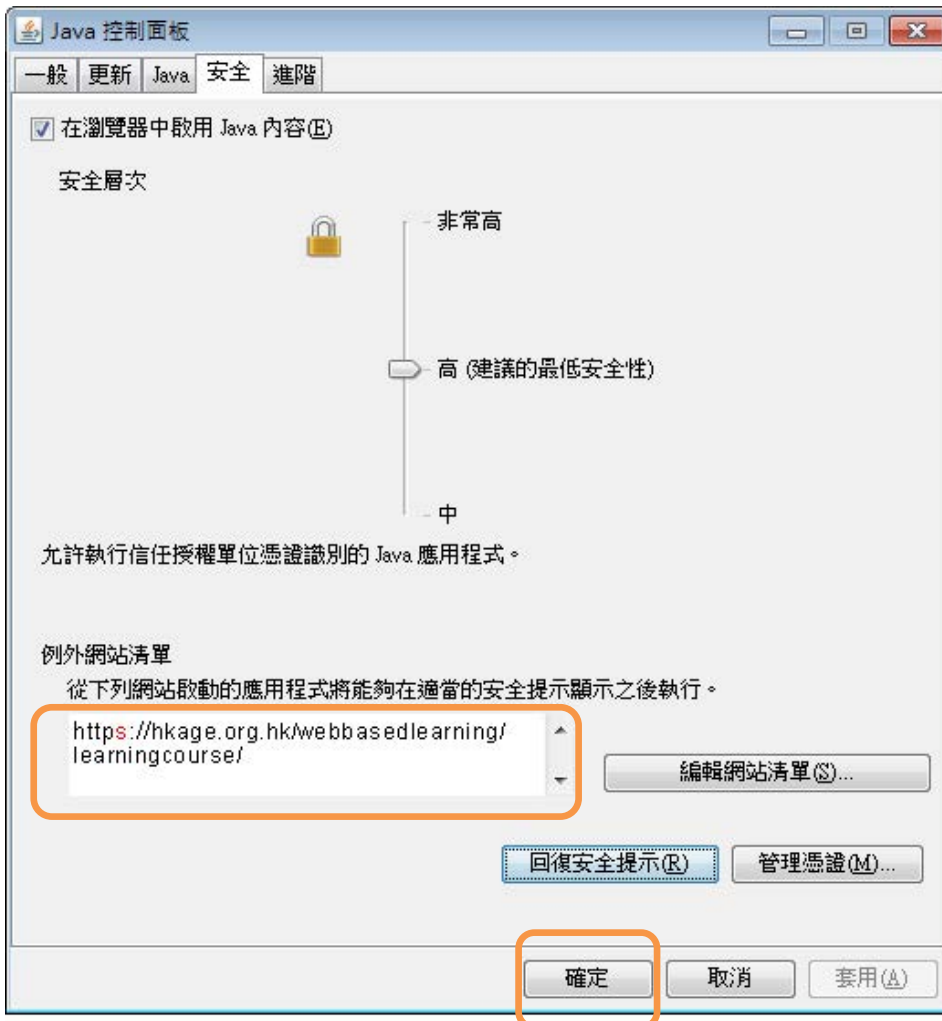 Java 控制面板
一般 更新 Java 安全 進階
在瀏覽器中啟用 Java 內容(E)
安全層次
非常高
高 (建議的最低安全性)
中
允許執行信任授權單位憑證識別的 Java 應用程式。
例外網站清單
從下列網站啟動的應用程式將能夠在適當的安全提示顯示之後執行。
https://hkage.org.hk/webbasedlearning/
learningcourse/
編輯網站清單(S)...
回復安全提示(R) 管理憑證(M)...
確定 取消 套用(A)